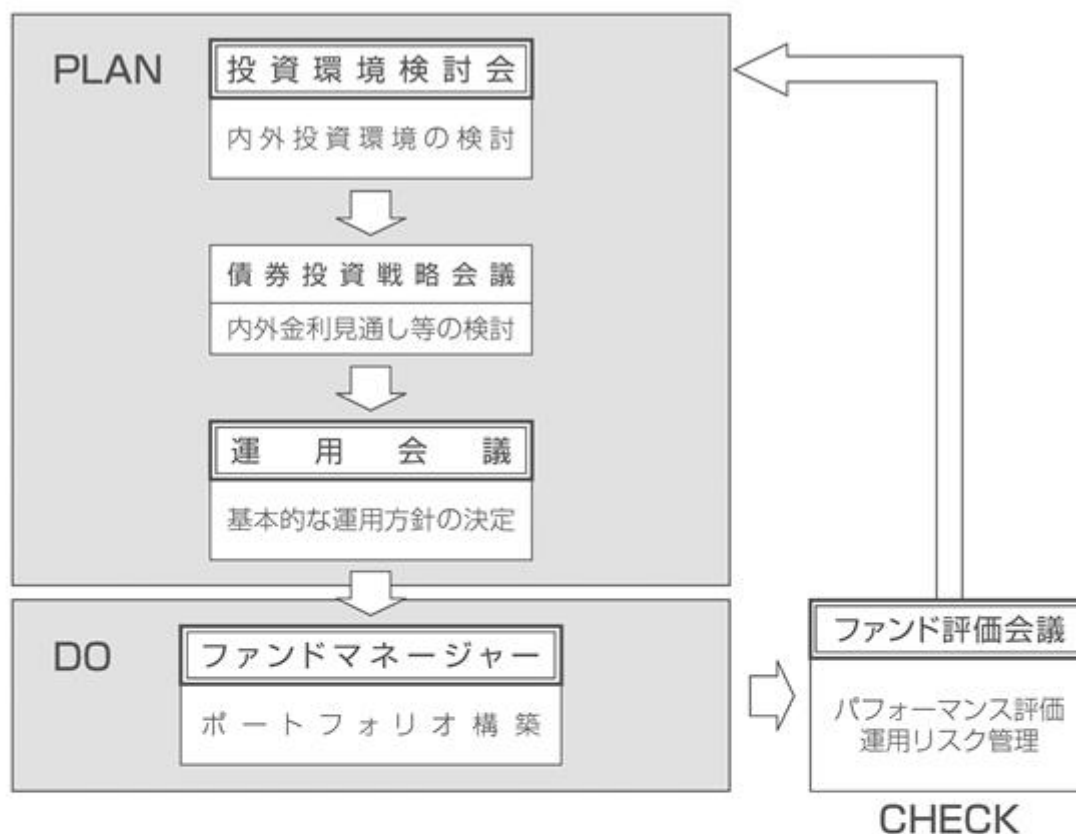 PLAN
投資環境検討会
内外投資環境の検討
債券投資戦略会議
内外金利見通し等の検討
運用会議
基本的な運用方針の決定
DO
ファンドマネージャー
ポートフォリオ構築
ファンド評価会議
パフォーマンス評価
運用リスク管理
CHECK